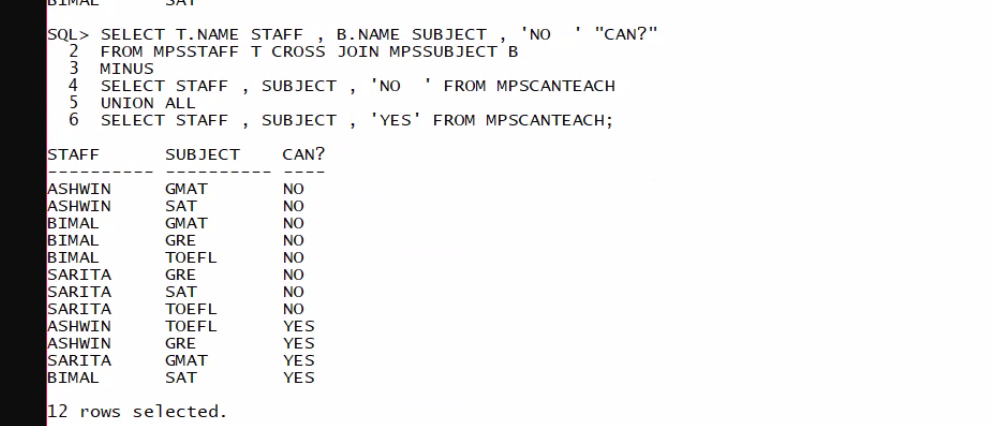 BIMAL      SAT
SQL> SELECT T.NAME STAFF , B.NAME SUBJECT , 'NO  ' "CAN?"
  2  FROM MPSSTAFF T CROSS JOIN MPSSUBJECT B
  3  MINUS
  4  SELECT STAFF , SUBJECT , 'NO  ' FROM MPSCANTEACH
  5  UNION ALL
  6  SELECT STAFF , SUBJECT , 'YES' FROM MPSCANTEACH;
STAFF      SUBJECT    CAN?
---------- ---------- ----
ASHWIN     GMAT       NO
ASHWIN     SAT        NO
BIMAL      GMAT       NO
BIMAL      GRE        NO
BIMAL      TOEFL      NO
SARITA     GRE        NO
SARITA     SAT        NO
SARITA     TOEFL      NO
ASHWIN     TOEFL      YES
ASHWIN     GRE        YES
SARITA     GMAT       YES
BIMAL      SAT        YES
12 rows selected.